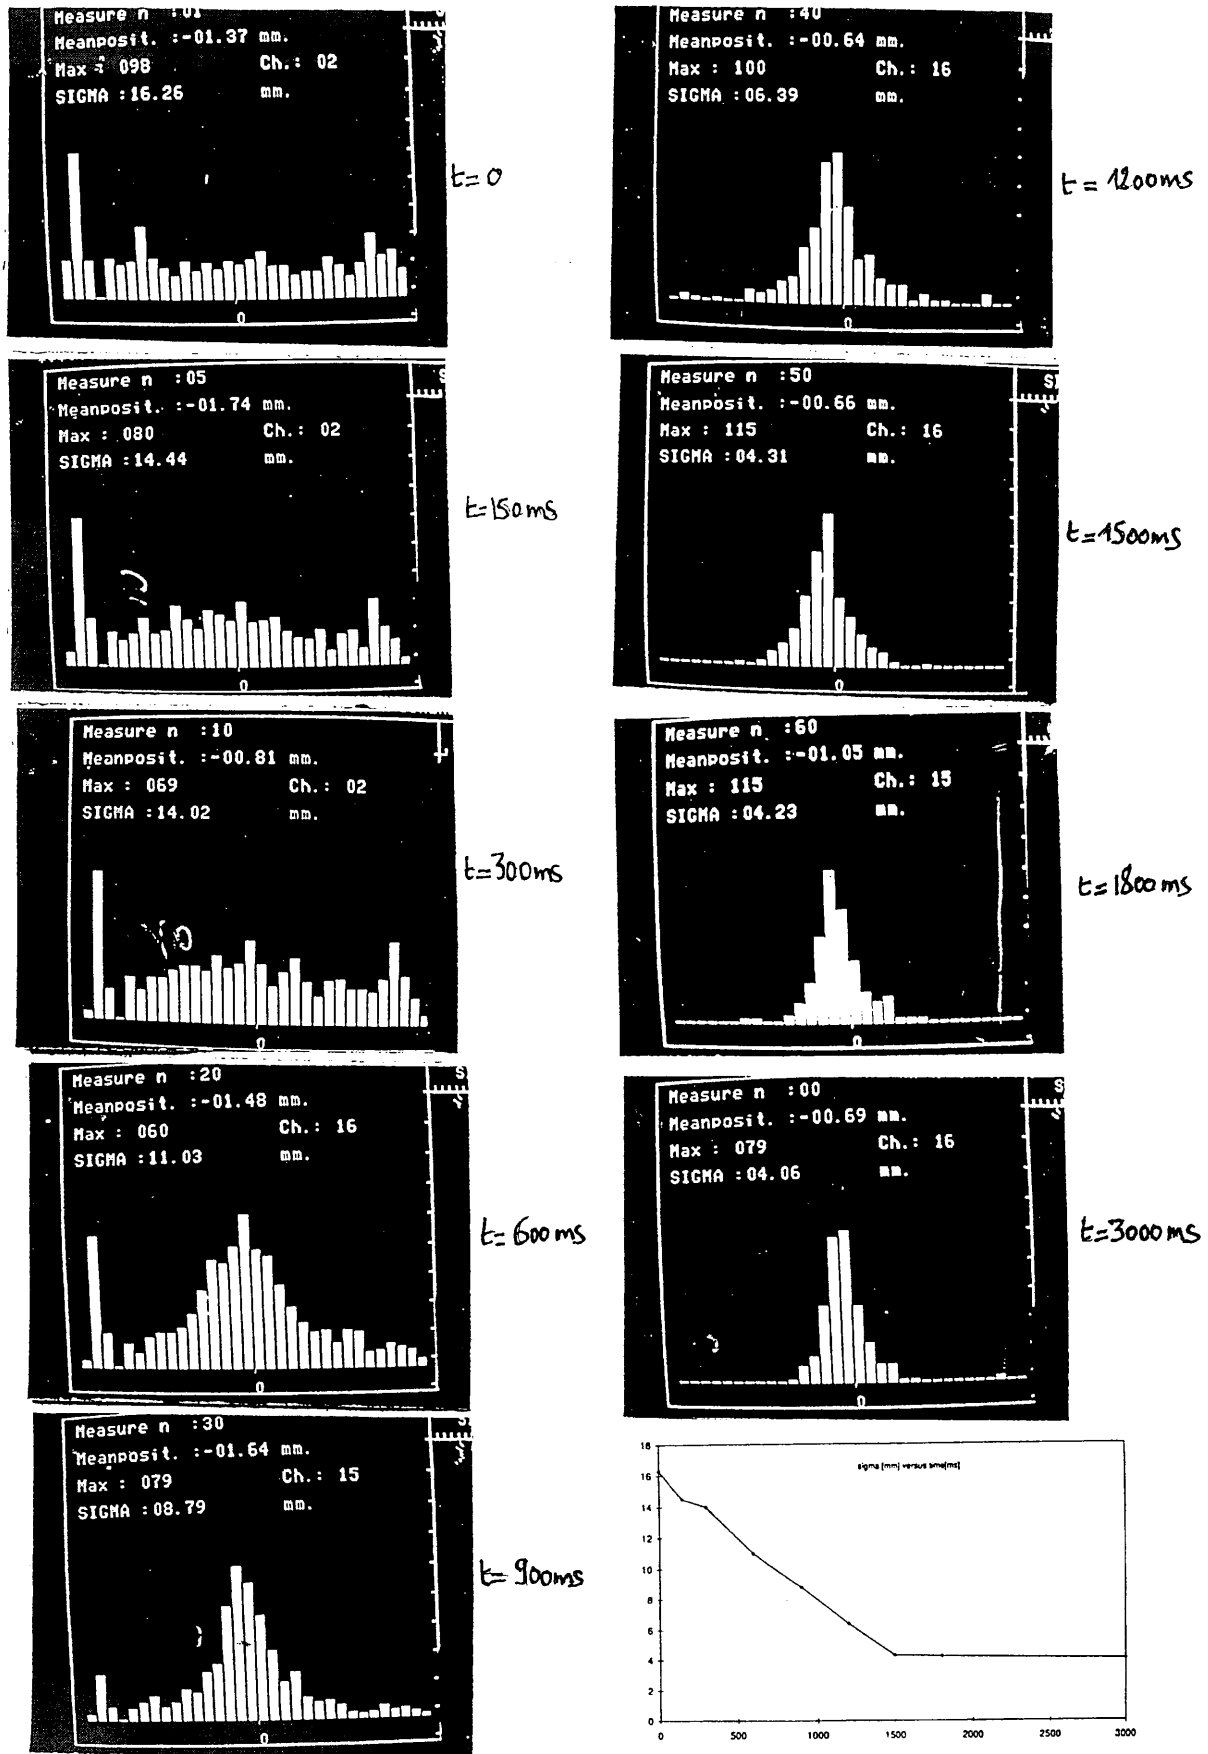 Measure n :01
Meanposit. :-01.37 mm.
Max : 098 Ch.: 02
SIGMA :16.26 mm.
0
t=0
Measure n :05
Meanposit. :-01.74 mm.
Max : 080 Ch.: 02
SIGMA :14.44 mm.
0
t=150ms
Measure n :10
Meanposit. :-00.81 mm.
Max : 069 Ch.: 02
SIGMA :14.02 mm.
0
t=300ms
Measure n :20
Meanposit. :-01.48 mm.
Max : 060 Ch.: 16
SIGMA :11.03 mm.
0
t=600ms
Measure n :30
Meanposit. :-01.64 mm.
Max : 079 Ch.: 15
SIGMA :08.79 mm.
0
t=900ms
Measure n :40
Meanposit. :-00.64 mm.
Max : 100 Ch.: 16
SIGMA :06.39 mm.
0
t=1200ms
Measure n :50
Meanposit. :-00.66 mm.
Max : 115 Ch.: 16
SIGMA :04.31 mm.
0
t=1500ms
Measure n :60
Meanposit. :-01.05 mm.
Max : 115 Ch.: 15
SIGMA :04.23 mm.
0
t=1800ms
Measure n :00
Meanposit. :-00.69 mm.
Max : 079 Ch.: 16
SIGMA :04.06 mm.
0
t=3000ms
sigma [mm] versus time[ms]
18
16
14
12
10
8
6
4
2
0
0 500 1000 1500 2000 2500 3000